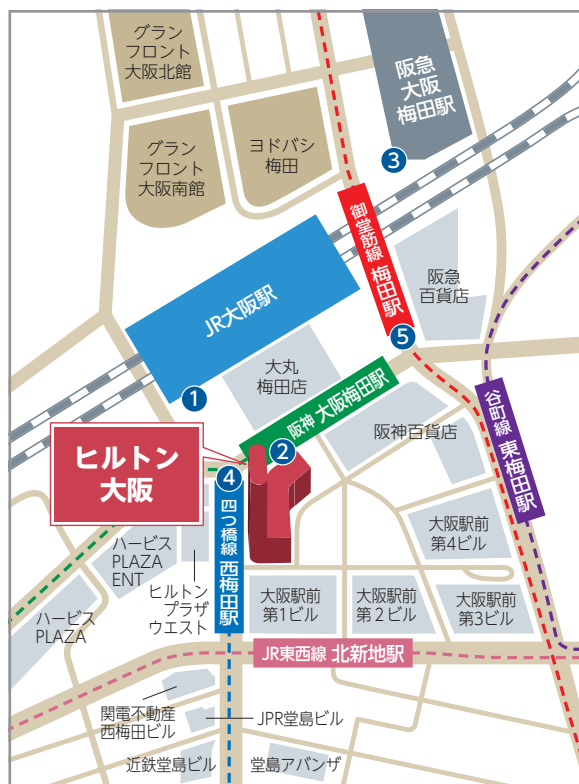 グラン
フロント
大阪北館
阪急
大阪
梅田駅
グラン
フロント
大阪南館
ヨドバシ
梅田
3
御堂筋線 梅田駅
阪急
百貨店
JR大阪駅
5
大丸
梅田店
1
阪神 大阪梅田駅
谷町線 東梅田駅
阪神百貨店
ヒルトン
大阪
2
4
四つ橋線 西梅田駅
ハービス
PLAZA
ENT
大阪駅前
第4ビル
ヒルトン
プラザ
ウエスト
大阪駅前
第1ビル
大阪駅前
第2ビル
大阪駅前
第3ビル
ハービス
PLAZA
JR東西線 北新地駅
関電不動産
西梅田ビル
JPR堂島ビル
近鉄堂島ビル
堂島アバンザ